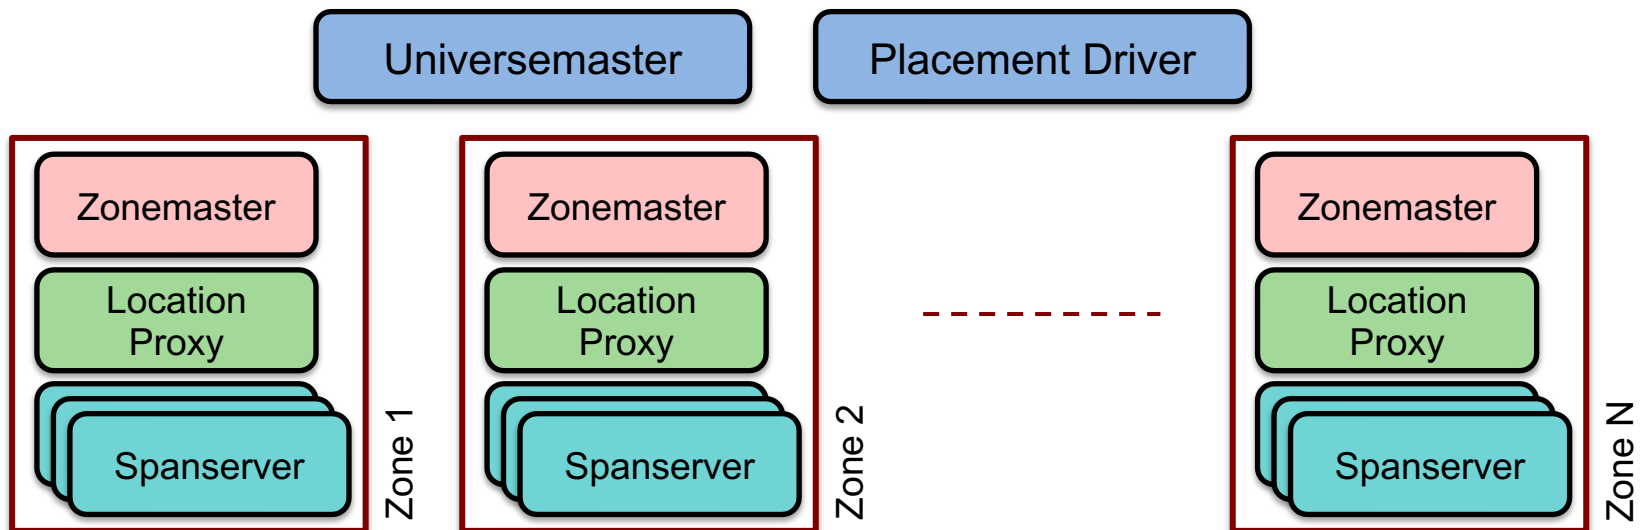 Universemaster
Placement Driver
Zonemaster
Location
Proxy
Spanserver
Zone 1
Zonemaster
Location
Proxy
Spanserver
Zone 2
Zonemaster
Location
Proxy
Spanserver
Zone N